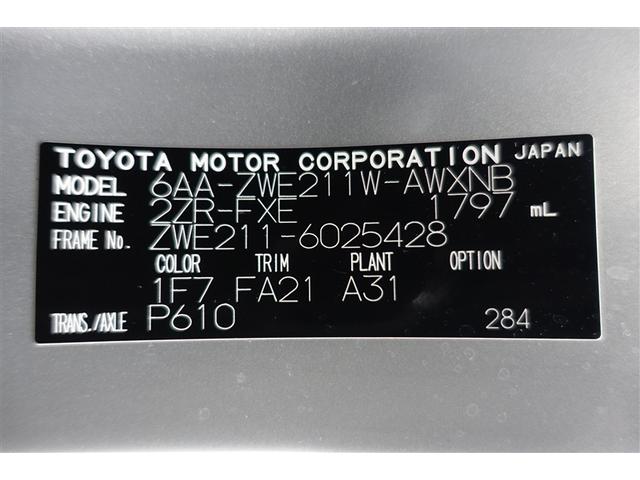 TOYOTA MOTOR CORPORATION JAPAN
MODEL 6AA-ZWE211W-AWXNB
ENGINE 2ZR-FXE 1797 mL
FRAME No. ZWE211-6025428
COLOR TRIM PLANT OPTION
1F7 FA21 A31
TRANS./AXLE P610 284